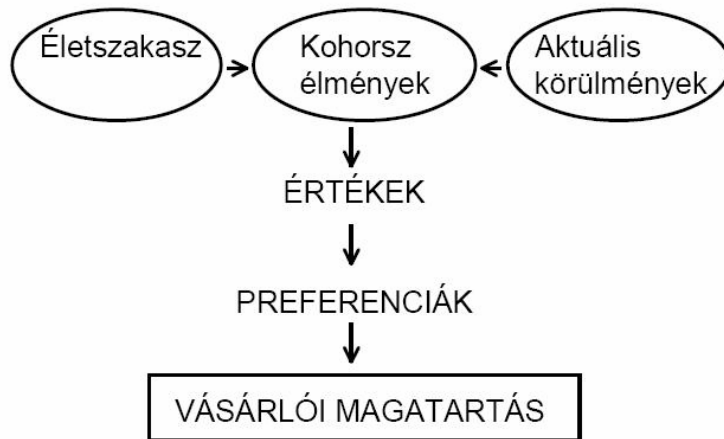 Életszakasz
Kohorsz
élmények
Aktuális
körülmények
ÉRTÉKEK
PREFERENCIÁK
VÁSÁRLÓI MAGATARTÁS